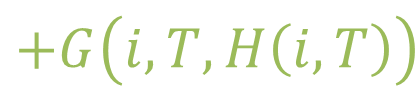 +G(i, T, H(i, T))